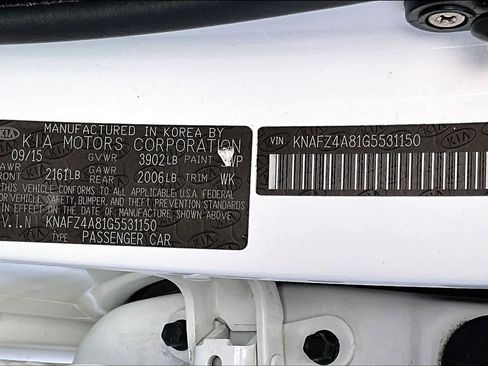 MANUFACTURED IN KOREA BY
KIA MOTORS CORPORATION
09/15 GVWR 3902LB PAINT
GAWR FRONT 2161LB GAWR REAR 2006LB TRIM WK
THIS VEHICLE CONFORMS TO ALL APPLICABLE U.S.A FEDERAL
SAFETY, BUMPER, AND THEFT PREVENTION STANDARDS
IN EFFECT ON THE DATE OF MANUFACTURE SHOWN ABOVE
V.I.N KNAFZ4A81G5531150
TYPE PASSENGER CAR
VIN KNAFZ4A81G5531150